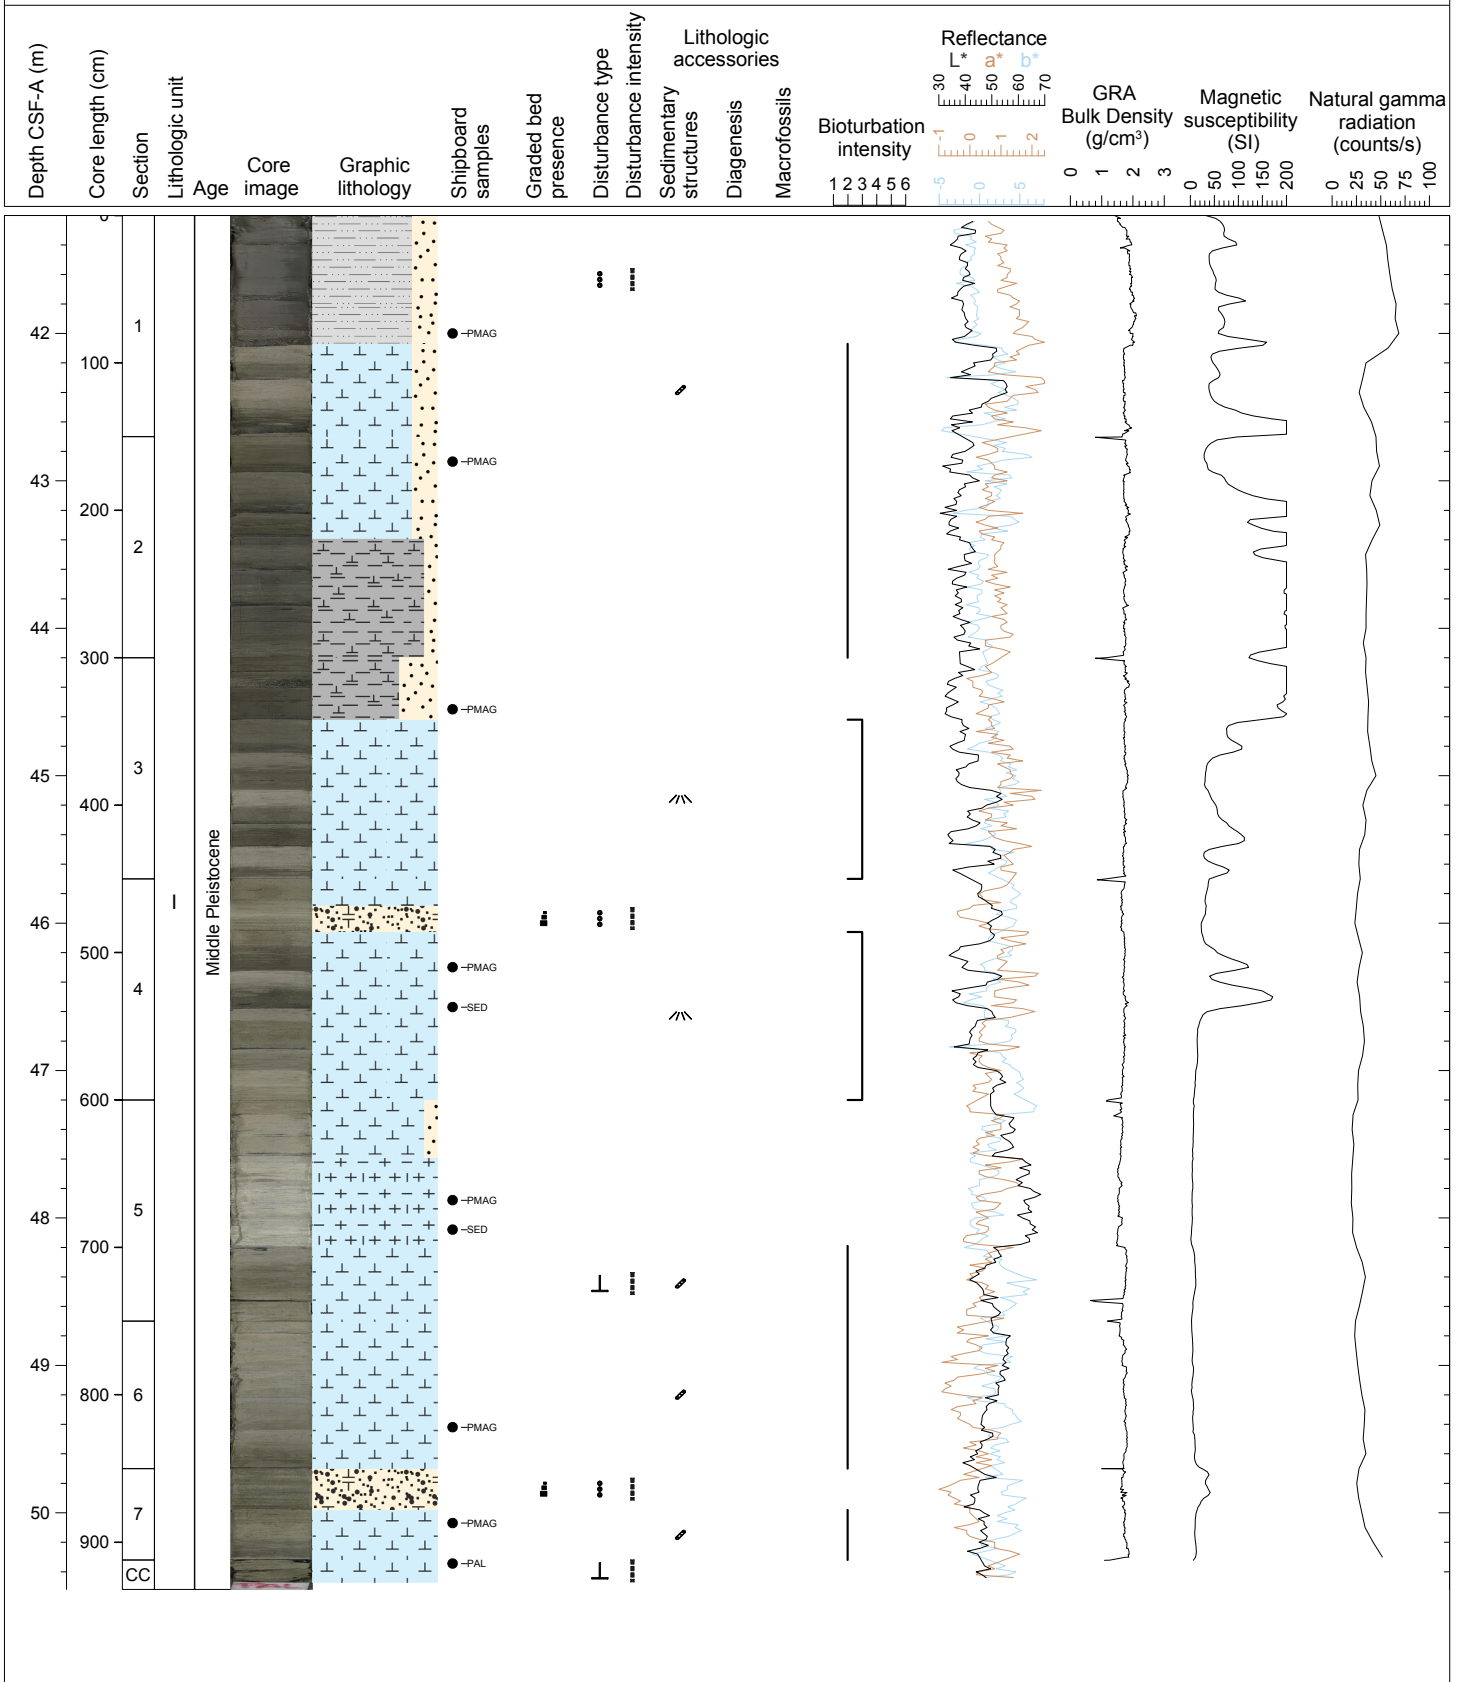 Depth CSF-A (m)
Core length (cm)
Section
Lithologic unit
Age
Core
image
Graphic
lithology
Shipboard
samples
Graded bed
presence
Disturbance type
Disturbance intensity
Lithologic
accessories
Sedimentary
structures
Diagenesis
Macrofossils
Bioturbation
intensity
1 2 3 4 5 6
Reflectance
L* a* b*
30 40 50 60 70
-1 0 1 2
-5 0 5
GRA
Bulk Density
(g/cm³)
0 1 2 3
Magnetic
susceptibility
(SI)
0 50 100 150 200
Natural gamma
radiation
(counts/s)
0 25 50 75 100
0
1
42
PMAG
100
PMAG
43
200
2
44
300
PMAG
3
45
400
Middle Pleistocene
I
46
500
PMAG
4
SED
47
600
PMAG
5
48
SED
700
49
800
6
PMAG
50
7
PMAG
900
PAL
CC